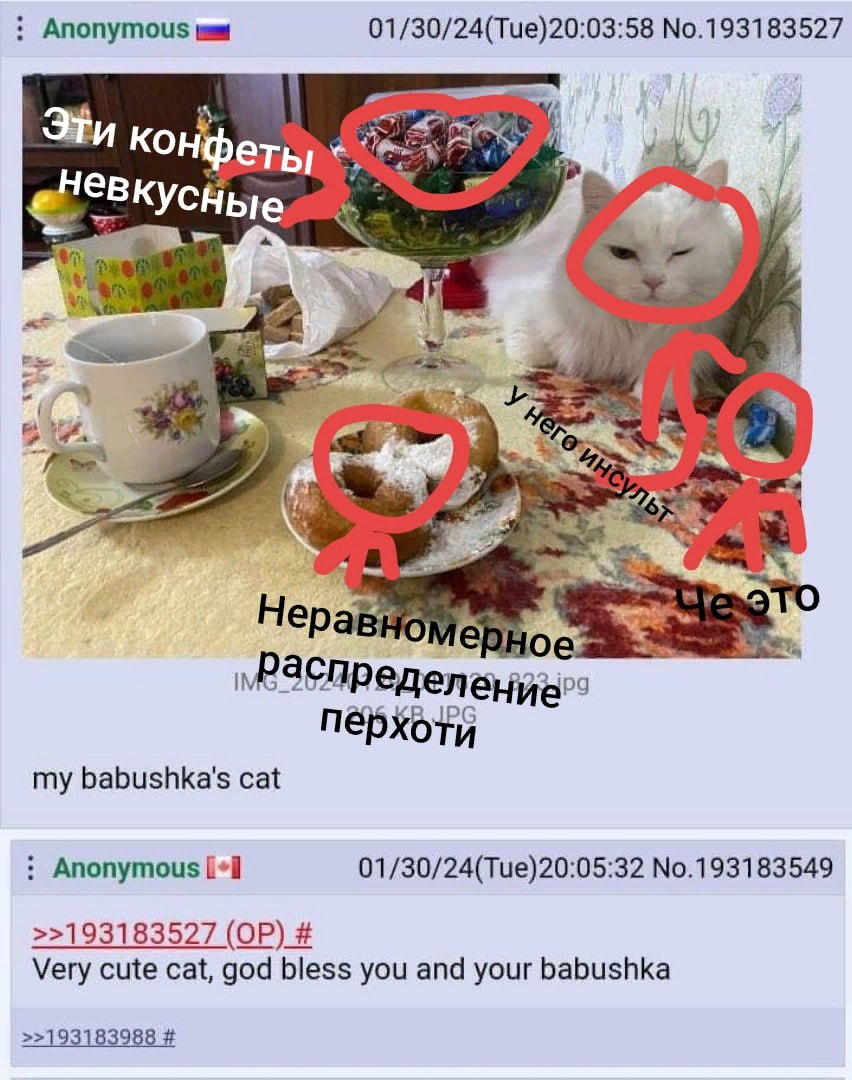 Anonymous
01/30/24(Tue)20:03:58 No.193183527
Эти конфеты
невкусные
у него инсульт
Че это
Неравномерное
распределение
перхоти
my babushka's cat
Anonymous
01/30/24(Tue)20:05:32 No.193183549
>>193183527 (OP) #
Very cute cat, god bless you and your babushka
>>193183988 #